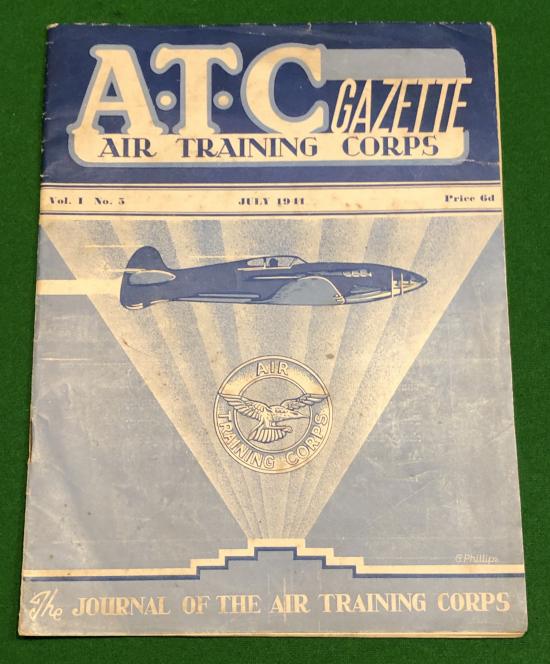 A·T·C GAZETTE
AIR TRAINING CORPS
Vol. I No. 5 JULY 1941 Price 6d
AIR
TRAINING CORPS
G Phillips
The JOURNAL OF THE AIR TRAINING CORPS